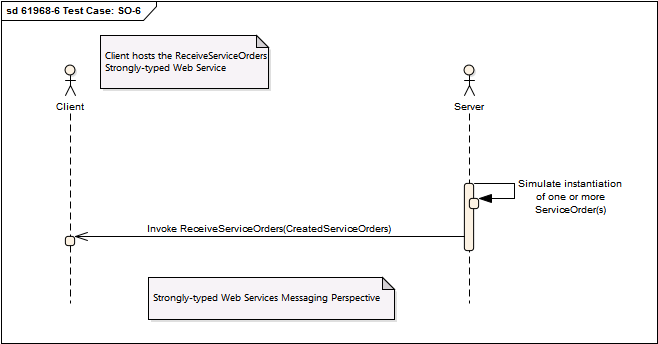 sd 61968-6 Test Case: SO-6
Client hosts the ReceiveServiceOrders
Strongly-typed Web Service
Client
Server
Simulate instantiation
of one or more
ServiceOrder(s)
Invoke ReceiveServiceOrders(CreatedServiceOrders)
Strongly-typed Web Services Messaging Perspective